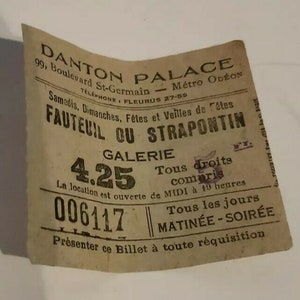 DANTON PALACE
99, Boulevard St-Germain — Métro Odéon
TÉLÉPHONE : FLEURUS 27-59
Samedis, Dimanches, Fêtes et Veilles de Fêtes
FAUTEUIL OU STRAPONTIN
GALERIE
4.25 Tous droits compris
La location est ouverte de MIDI à 19 heures
006117 Tous les jours
MATINÉE - SOIRÉE
Présenter ce Billet à toute réquisition